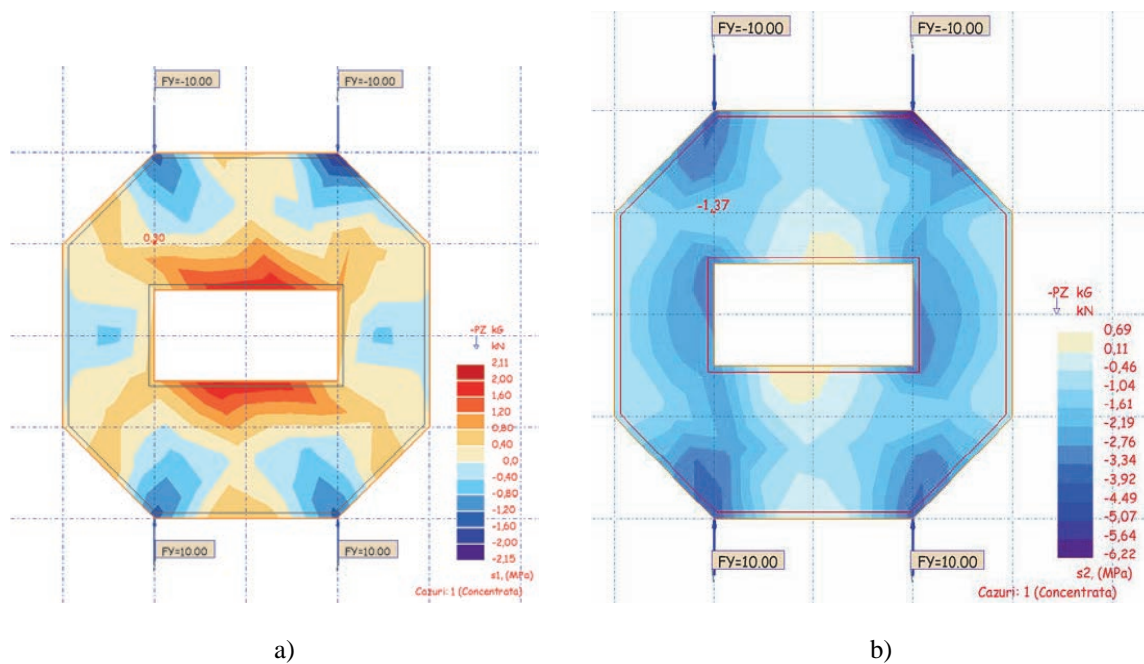 FY=-10.00 FY=-10.00
0,30
-PZ kG
kN
2,11
2,00
1,60
1,20
0,80
0,40
0,0
-0,40
-0,80
-1,20
-1,60
-2,00
-2,15
s1, (MPa)
Cazuri: 1 (Concentrata)
FY=10.00 FY=10.00
a)
FY=-10.00 FY=-10.00
-1,37
-PZ kG
kN
0,69
0,11
-0,46
-1,04
-1,61
-2,19
-2,76
-3,34
-3,92
-4,49
-5,07
-5,64
-6,22
s2, (MPa)
Cazuri: 1 (Concentrata)
FY=10.00 FY=10.00
b)